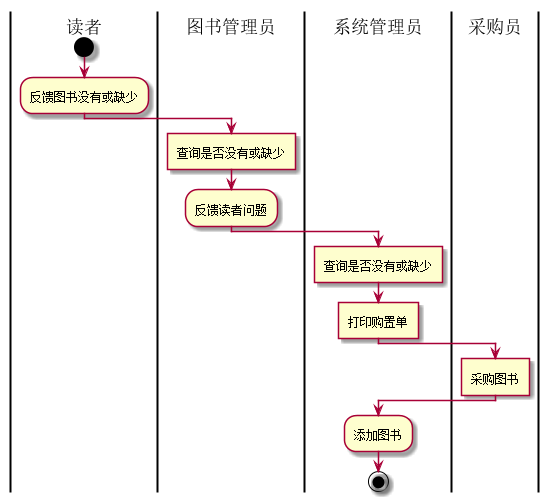 读者
图书管理员
系统管理员
采购员
反馈图书没有或缺少
查询是否没有或缺少
反馈读者问题
查询是否没有或缺少
打印购置单
采购图书
添加图书